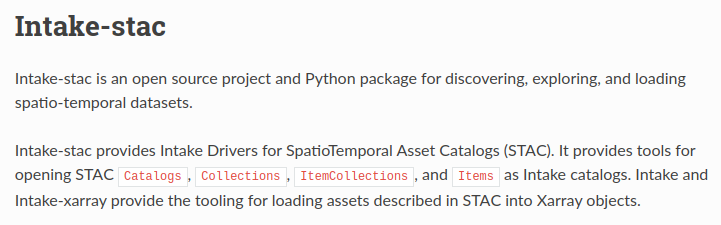 Intake-stac
Intake-stac is an open source project and Python package for discovering, exploring, and loading
spatio-temporal datasets.
Intake-stac provides Intake Drivers for SpatioTemporal Asset Catalogs (STAC). It provides tools for
opening STAC Catalogs, Collections, ItemCollections, and Items as Intake catalogs. Intake and
Intake-xarray provide the tooling for loading assets described in STAC into Xarray objects.